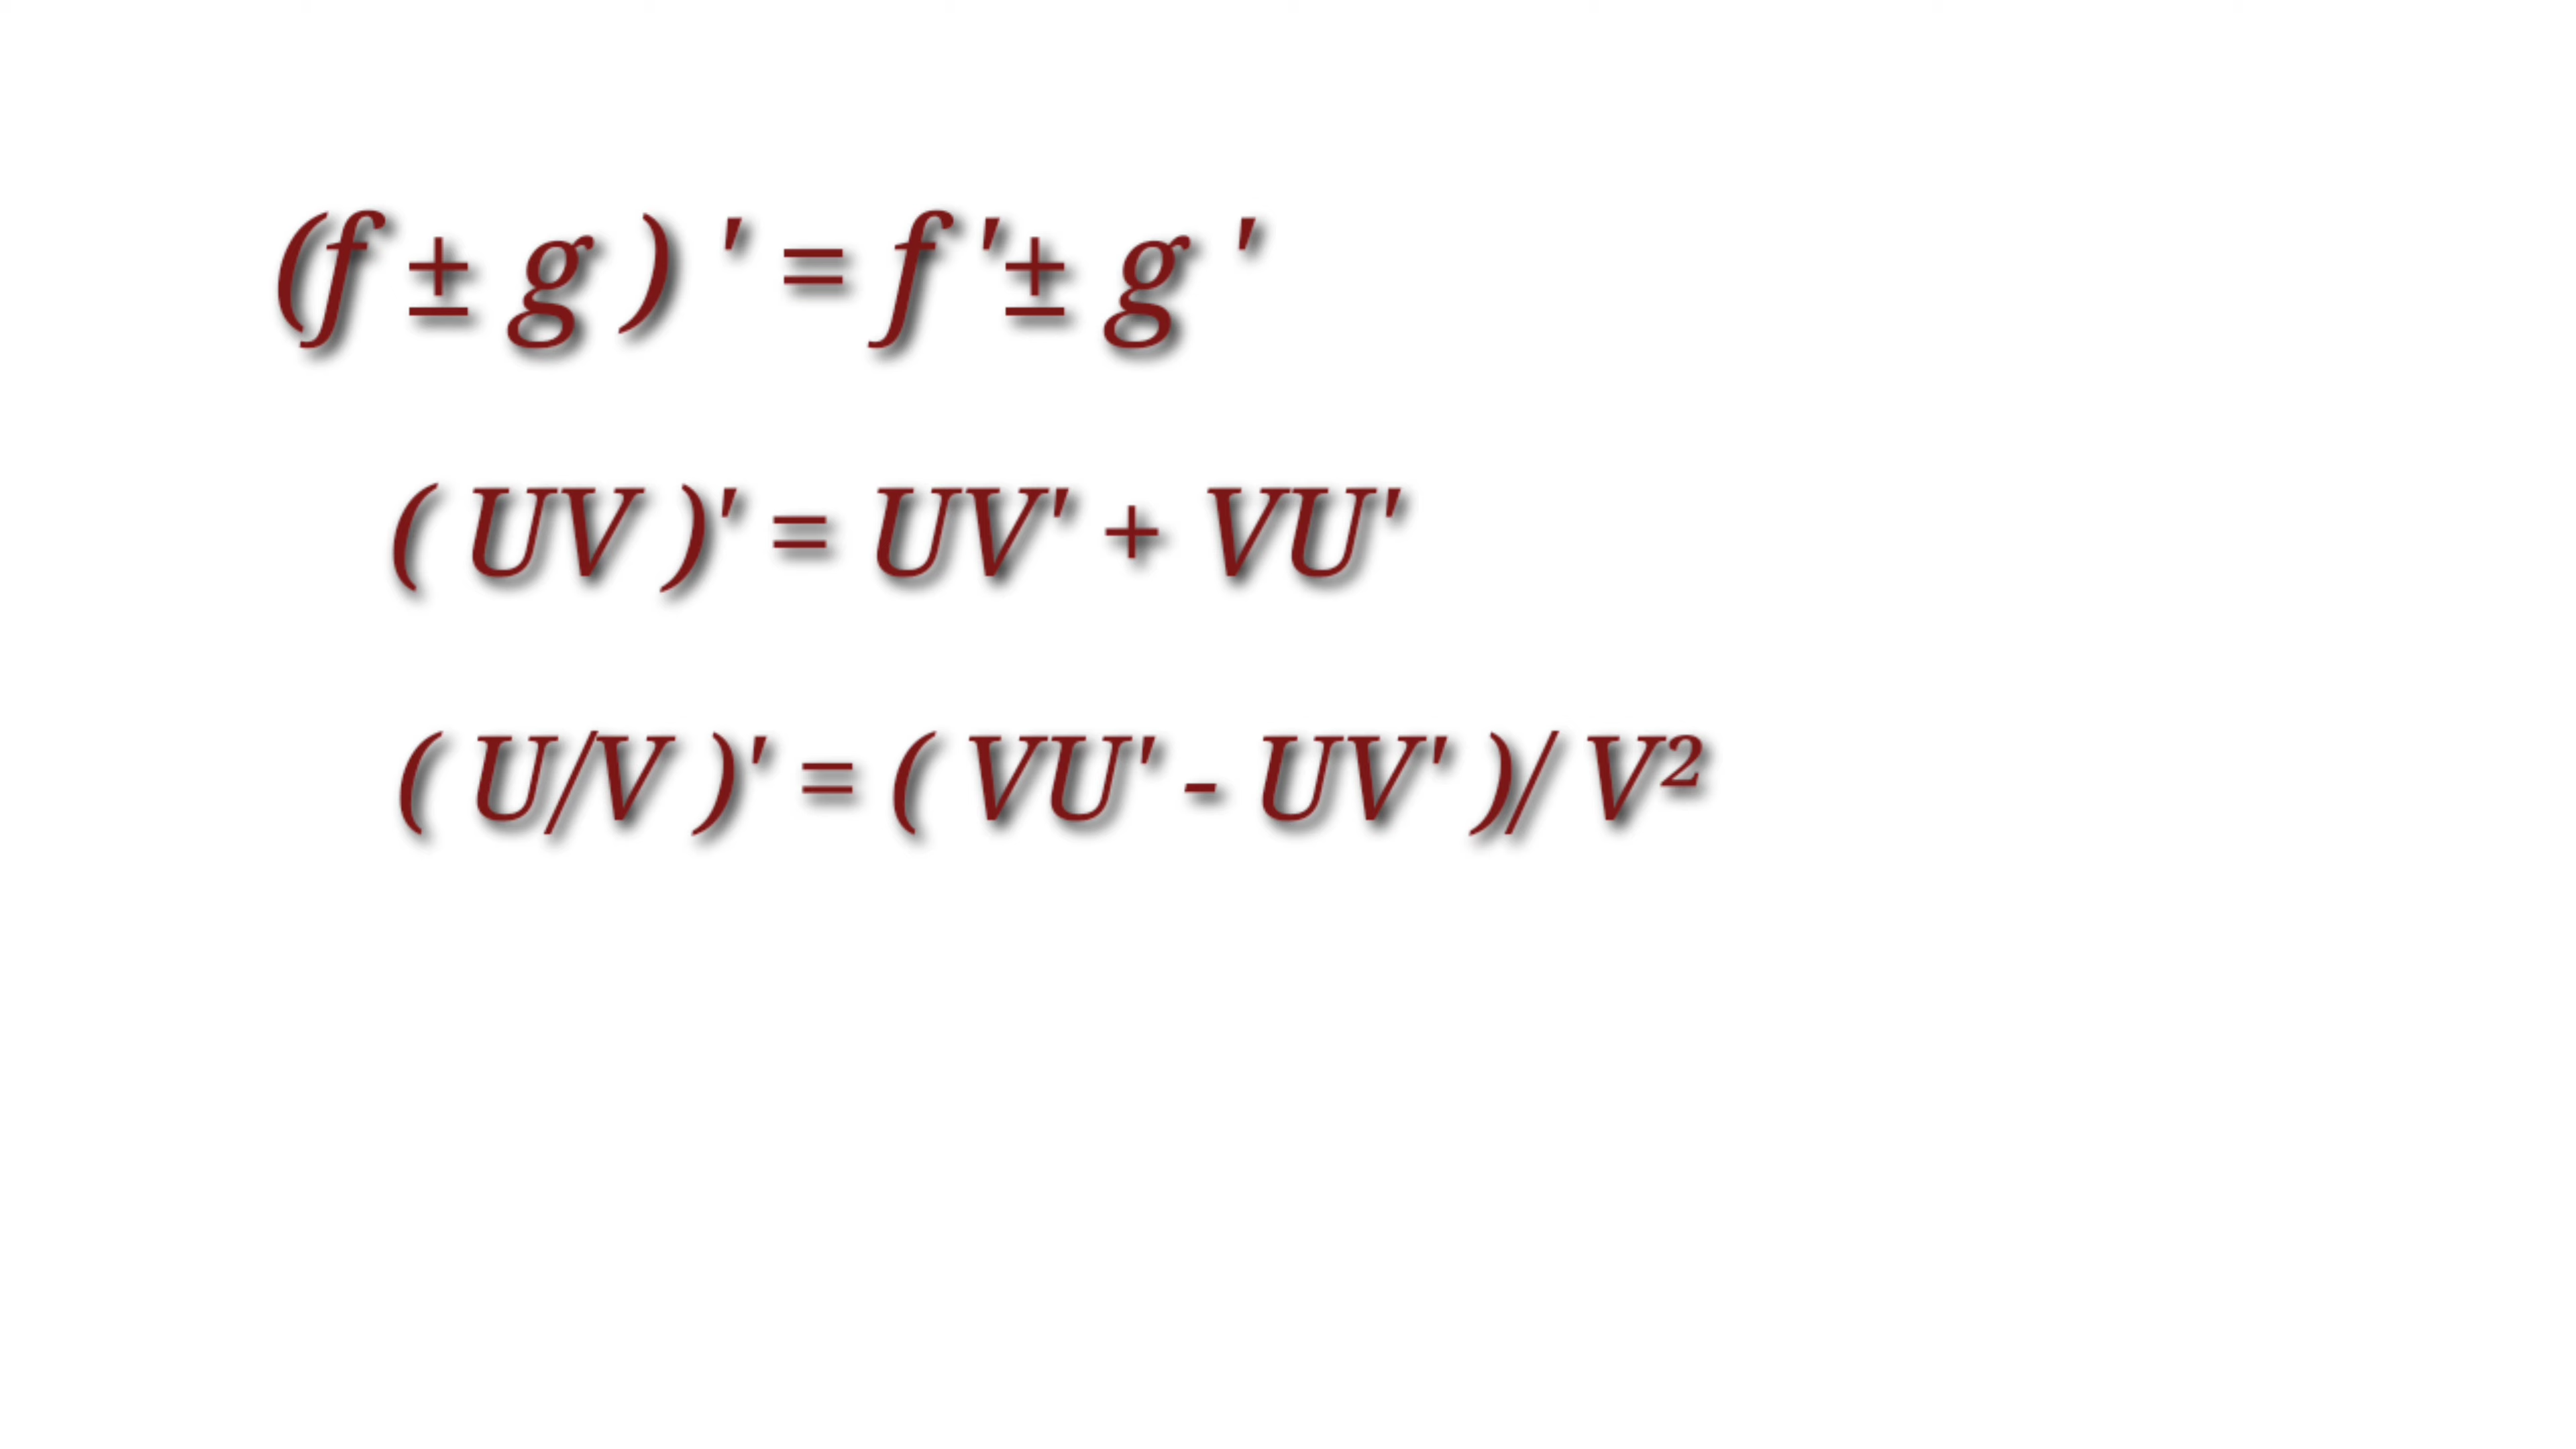 (f ± g ) ' = f '± g '
( UV )' = UV' + VU'
( U/V )' = ( VU' - UV' )/ V²